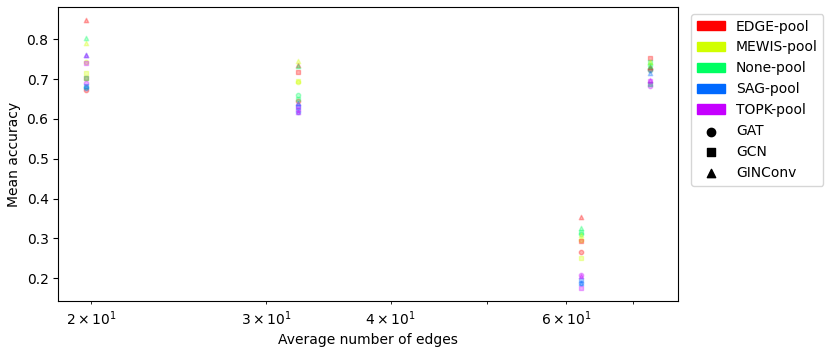 0.8
0.7
0.6
0.5
0.4
0.3
0.2
Mean accuracy
2 × 10¹
3 × 10¹
4 × 10¹
6 × 10¹
Average number of edges
EDGE-pool
MEWIS-pool
None-pool
SAG-pool
TOPK-pool
GAT
GCN
GINConv